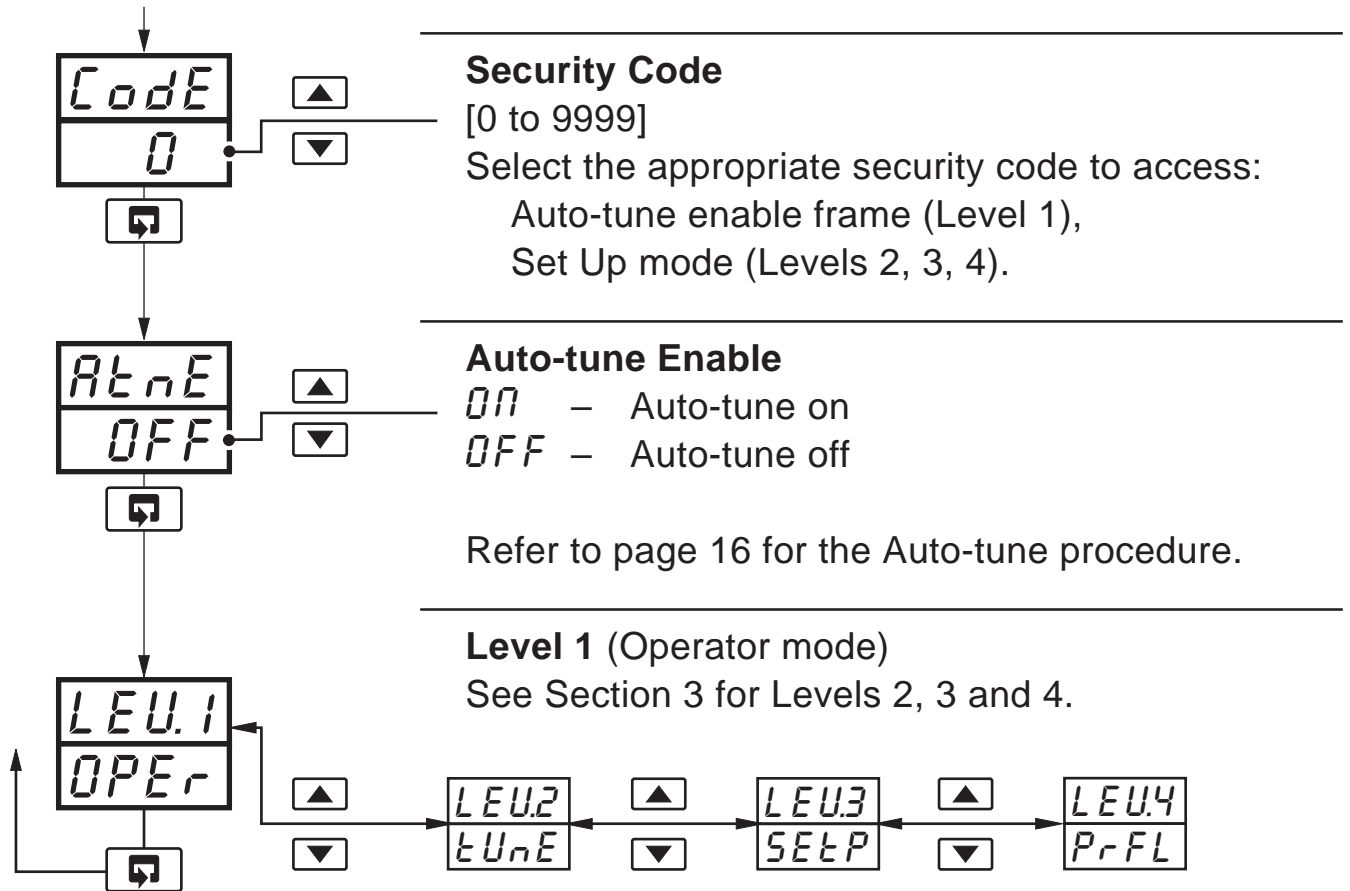 CodE
0
Security Code
[0 to 9999]
Select the appropriate security code to access:
Auto-tune enable frame (Level 1),
Set Up mode (Levels 2, 3, 4).
AtnE
OFF
Auto-tune Enable
On – Auto-tune on
OFF – Auto-tune off
Refer to page 16 for the Auto-tune procedure.
LEU.1
OPEr
Level 1 (Operator mode)
See Section 3 for Levels 2, 3 and 4.
LEU.2
tUnE
LEU.3
SEtP
LEU.4
PrFL